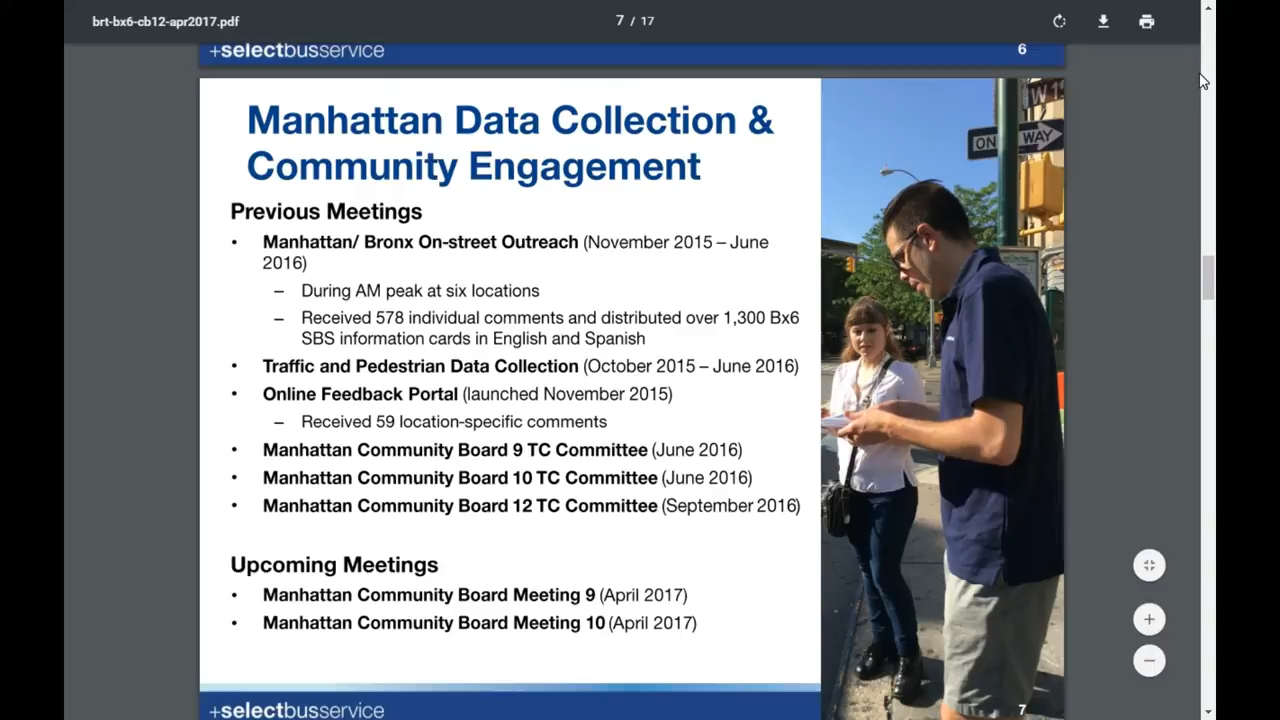 brt-bx6-cb12-apr2017.pdf
7 / 17
+selectbusservice
6
Manhattan Data Collection &
Community Engagement
Previous Meetings
• Manhattan/ Bronx On-street Outreach (November 2015 – June
2016)
– During AM peak at six locations
– Received 578 individual comments and distributed over 1,300 Bx6
SBS information cards in English and Spanish
• Traffic and Pedestrian Data Collection (October 2015 – June 2016)
• Online Feedback Portal (launched November 2015)
– Received 59 location-specific comments
• Manhattan Community Board 9 TC Committee (June 2016)
• Manhattan Community Board 10 TC Committee (June 2016)
• Manhattan Community Board 12 TC Committee (September 2016)
Upcoming Meetings
• Manhattan Community Board Meeting 9 (April 2017)
• Manhattan Community Board Meeting 10 (April 2017)
W 1
ON WAY
+selectbusservice
7